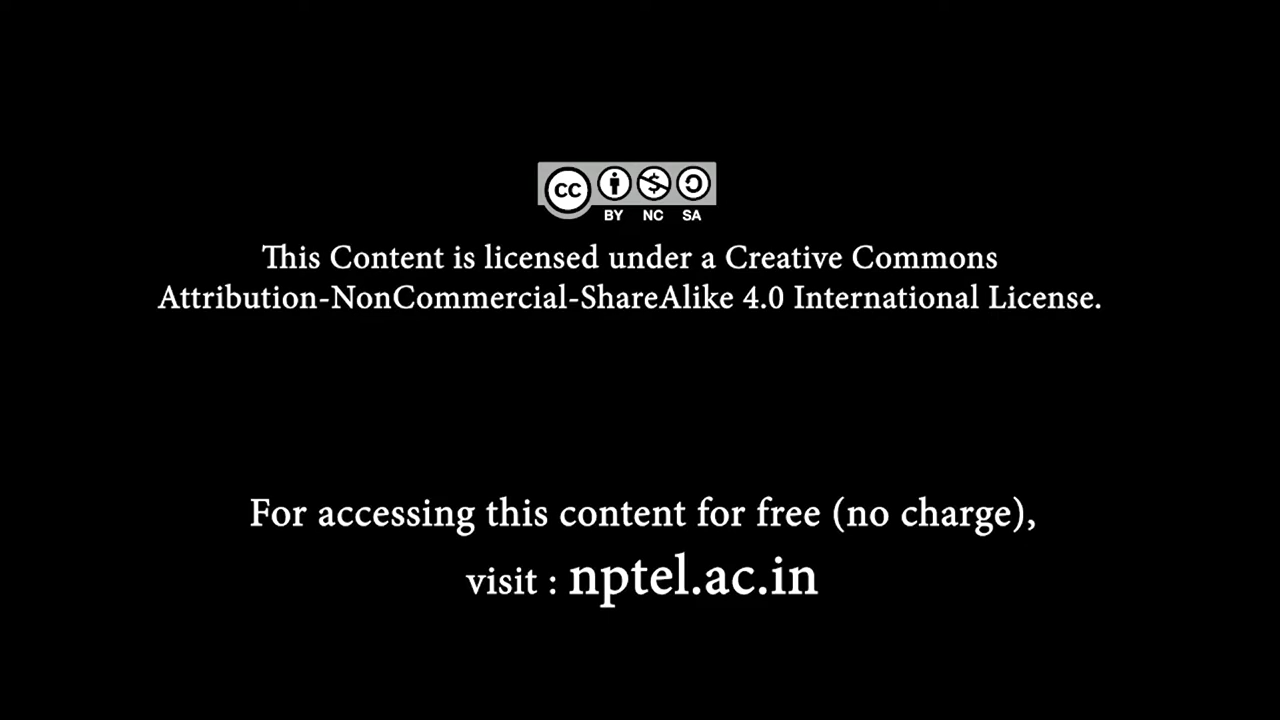 cc
BY NC SA
This Content is licensed under a Creative Commons
Attribution-NonCommercial-ShareAlike 4.0 International License.
For accessing this content for free (no charge),
visit : nptel.ac.in